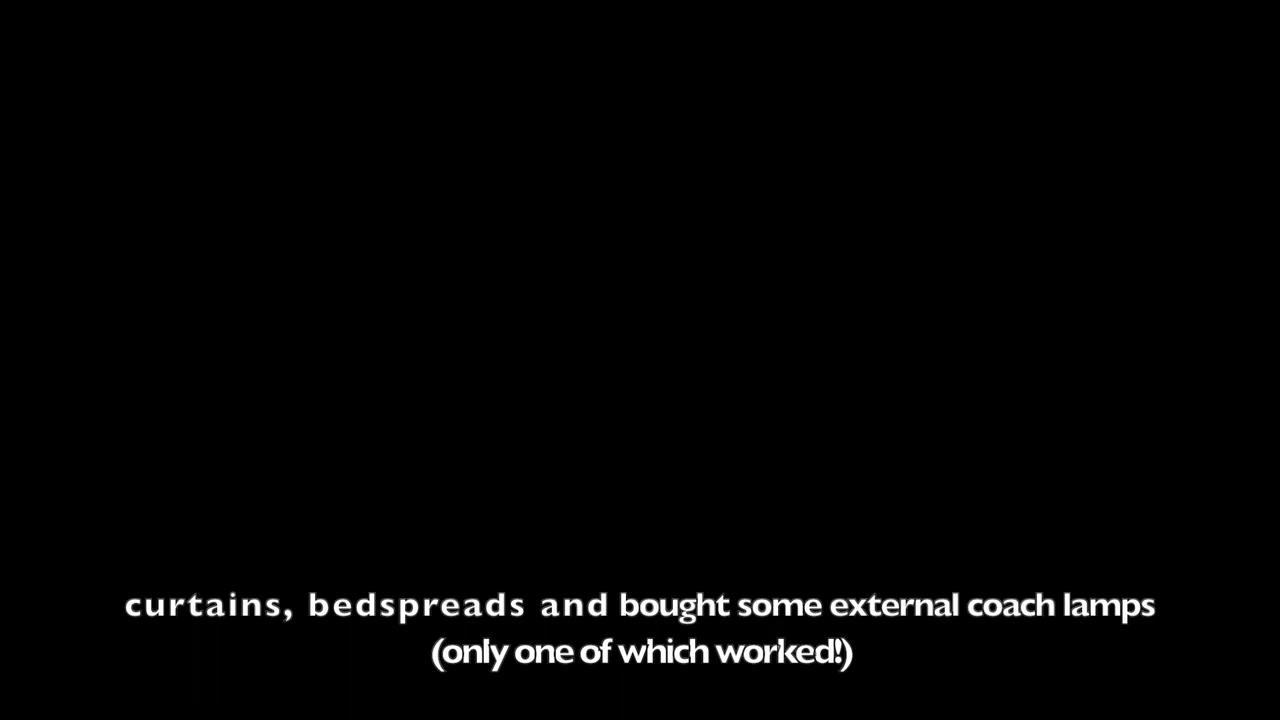 curtains, bedspreads and bought some external coach lamps
(only one of which worked!)